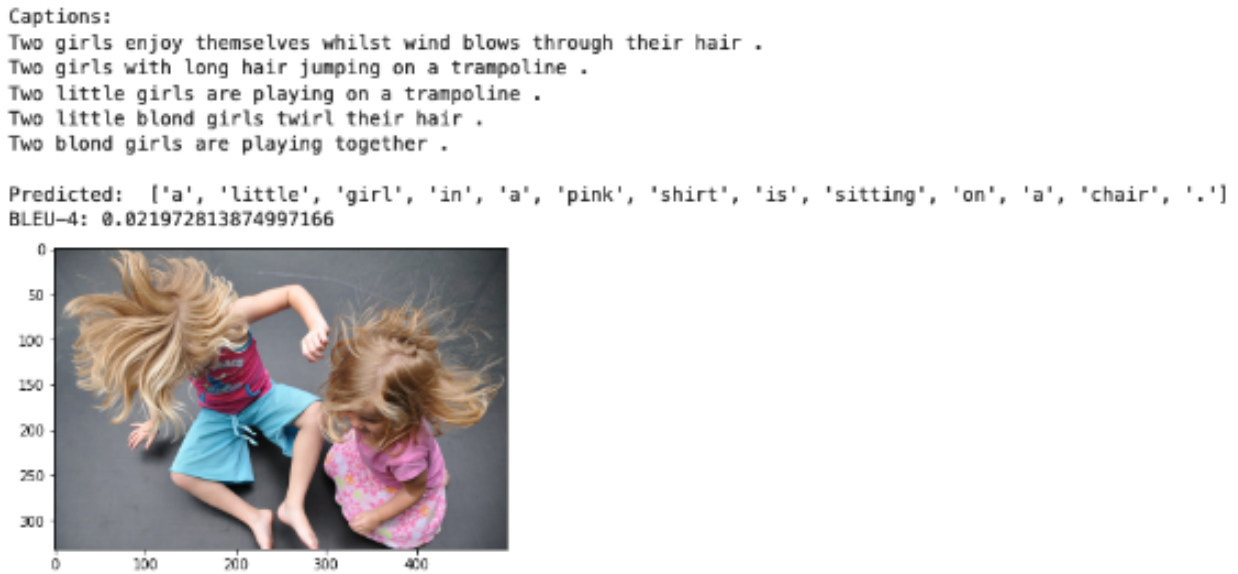 Captions:
Two girls enjoy themselves whilst wind blows through their hair .
Two girls with long hair jumping on a trampoline .
Two little girls are playing on a trampoline .
Two little blond girls twirl their hair .
Two blond girls are playing together .
Predicted:  ['a', 'little', 'girl', 'in', 'a', 'pink', 'shirt', 'is', 'sitting', 'on', 'a', 'chair', '.']
BLEU-4: 0.021972813874997166
0
50
100
150
200
250
300
0 100 200 300 400